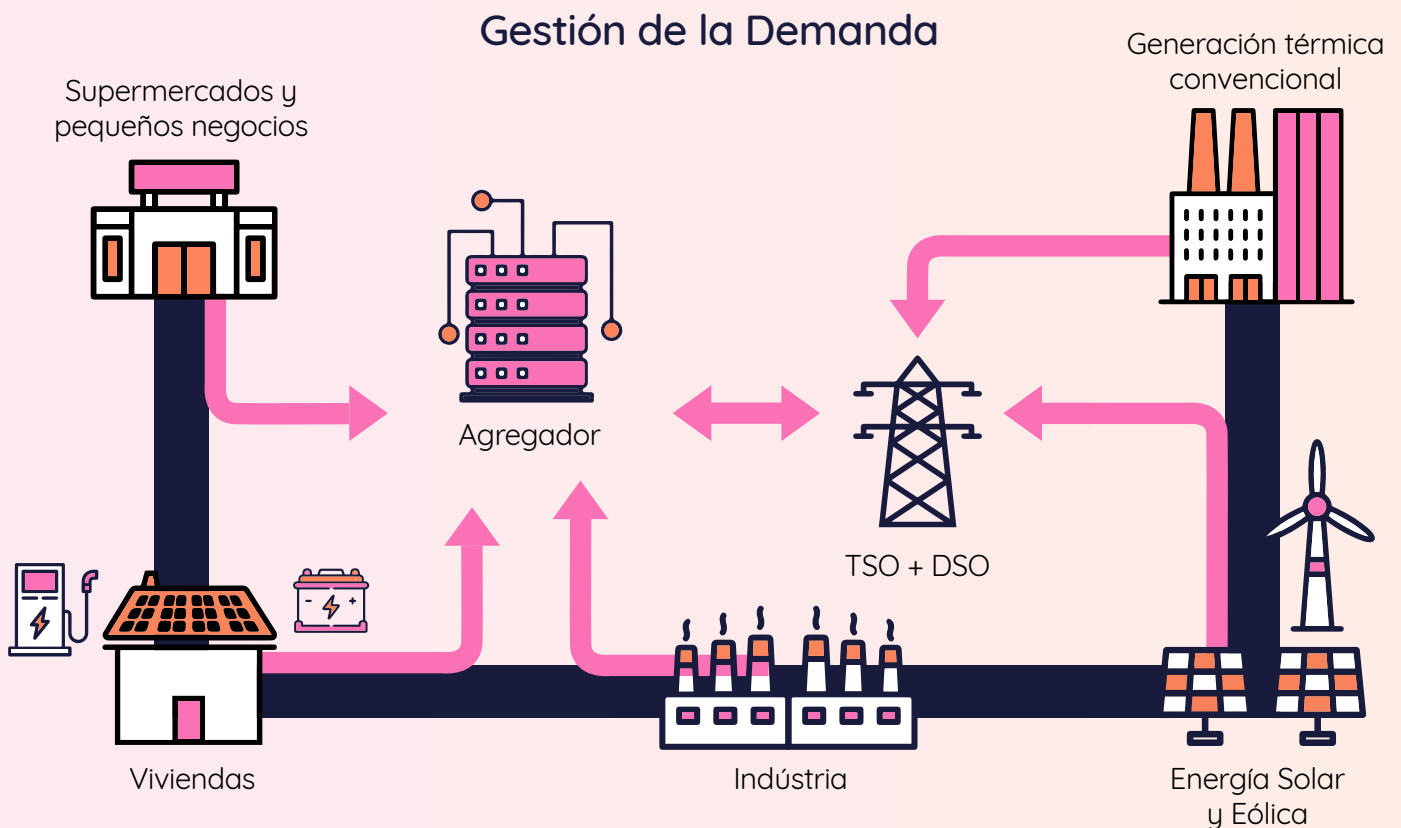 Gestión de la Demanda
Generación térmica
convencional
Supermercados y
pequeños negocios
Agregador
TSO + DSO
Viviendas
Indústria
Energía Solar
y Eólica